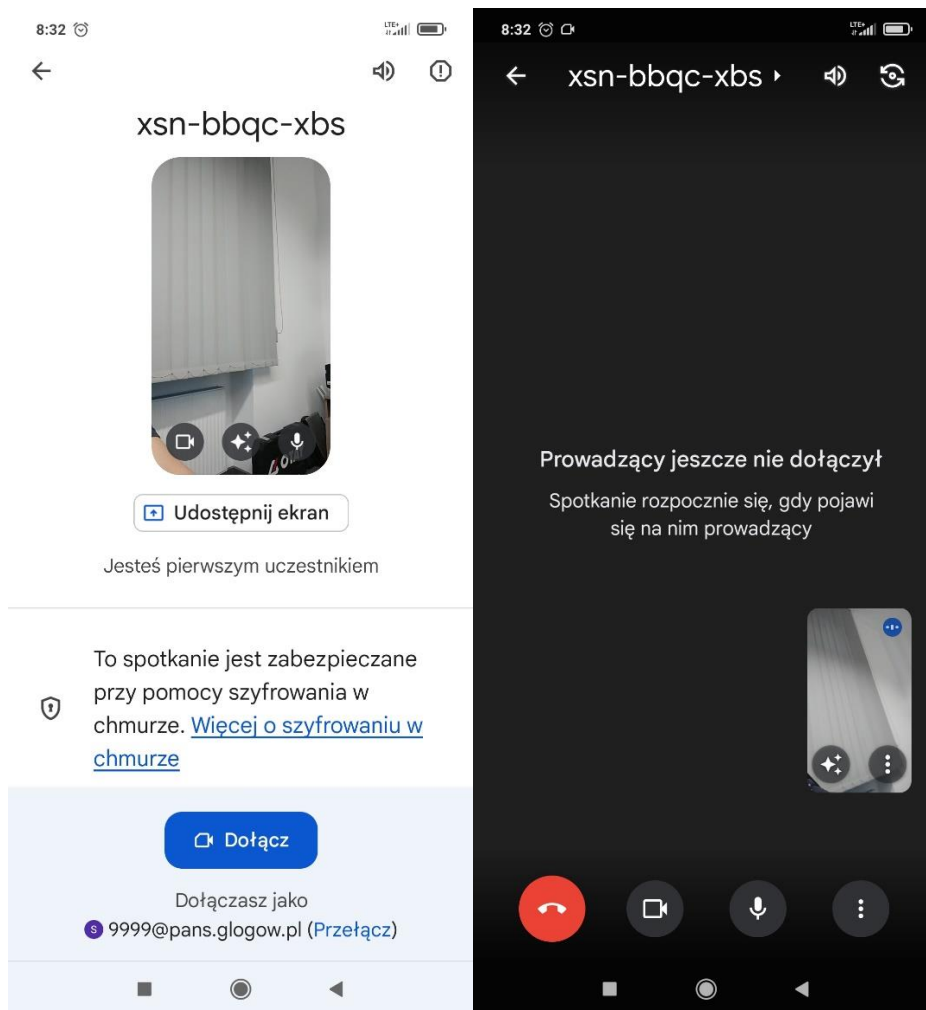 8:32
LTE+
xsn-bbqc-xbs
Udostępnij ekran
Jesteś pierwszym uczestnikiem
To spotkanie jest zabezpieczane
przy pomocy szyfrowania w
chmurze. Więcej o szyfrowaniu w
chmurze
Dołącz
Dołączasz jako
S 9999@pans.glogow.pl (Przełącz)
8:32
LTE+
xsn-bbqc-xbs
Prowadzący jeszcze nie dołączył
Spotkanie rozpocznie się, gdy pojawi
się na nim prowadzący